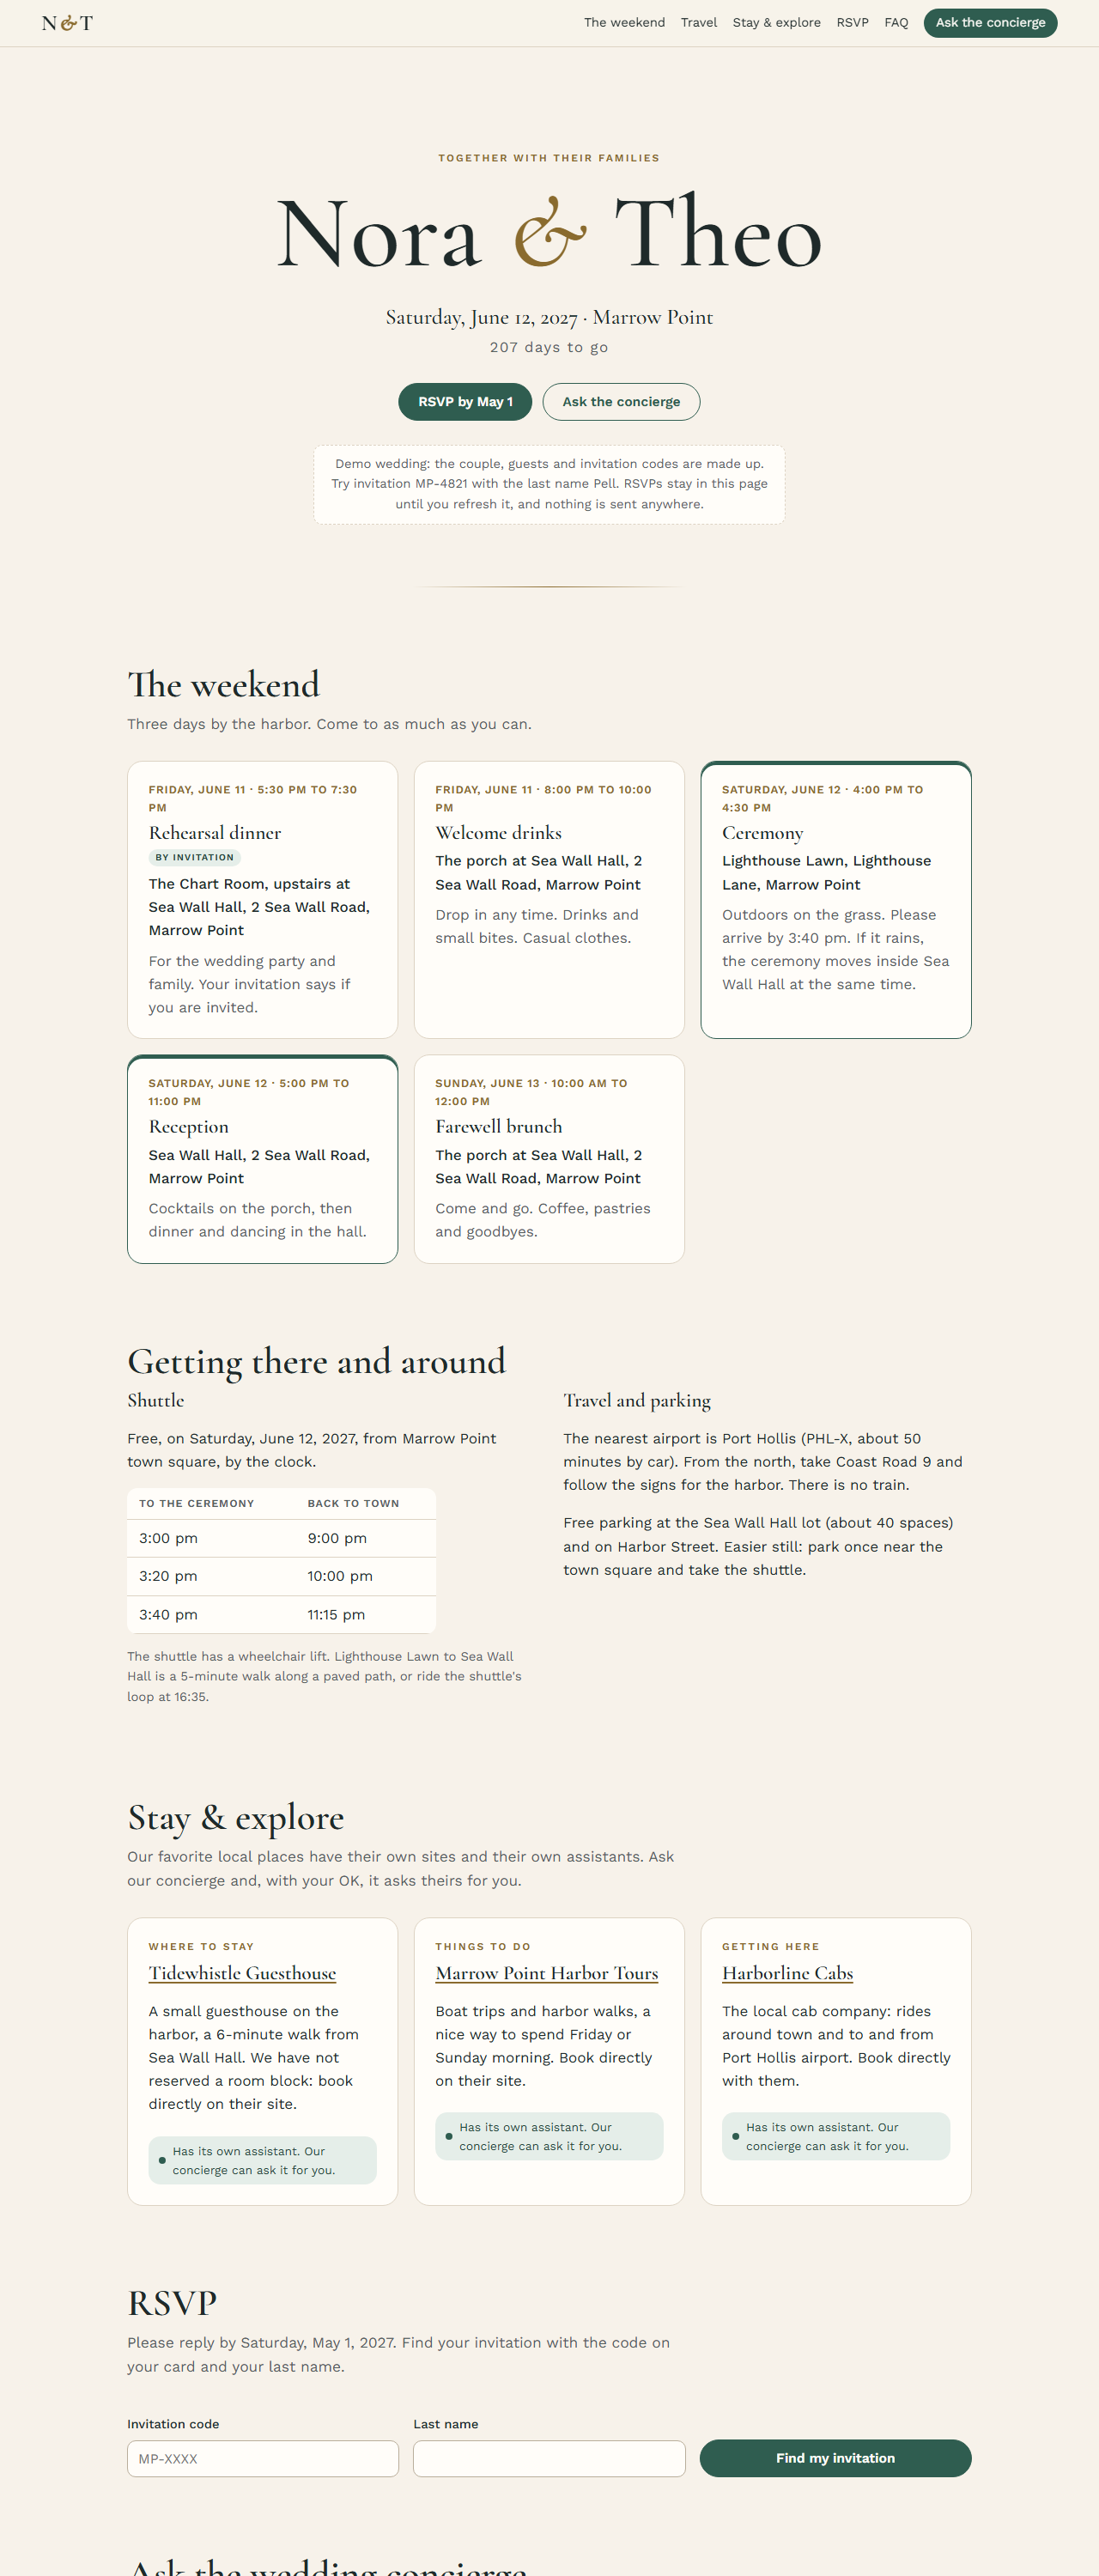 N & T
The weekend Travel Stay & explore RSVP FAQ Ask the concierge
TOGETHER WITH THEIR FAMILIES
Nora & Theo
Saturday, June 12, 2027 · Marrow Point
207 days to go
RSVP by May 1 Ask the concierge
Demo wedding: the couple, guests and invitation codes are made up.
Try invitation MP-4821 with the last name Pell. RSVPs stay in this page
until you refresh it, and nothing is sent anywhere.
The weekend
Three days by the harbor. Come to as much as you can.
FRIDAY, JUNE 11 · 5:30 PM TO 7:30
PM
Rehearsal dinner
BY INVITATION
The Chart Room, upstairs at
Sea Wall Hall, 2 Sea Wall Road,
Marrow Point
For the wedding party and
family. Your invitation says if
you are invited.
FRIDAY, JUNE 11 · 8:00 PM TO 10:00
PM
Welcome drinks
The porch at Sea Wall Hall, 2
Sea Wall Road, Marrow Point
Drop in any time. Drinks and
small bites. Casual clothes.
SATURDAY, JUNE 12 · 4:00 PM TO
4:30 PM
Ceremony
Lighthouse Lawn, Lighthouse
Lane, Marrow Point
Outdoors on the grass. Please
arrive by 3:40 pm. If it rains,
the ceremony moves inside Sea
Wall Hall at the same time.
SATURDAY, JUNE 12 · 5:00 PM TO
11:00 PM
Reception
Sea Wall Hall, 2 Sea Wall Road,
Marrow Point
Cocktails on the porch, then
dinner and dancing in the hall.
SUNDAY, JUNE 13 · 10:00 AM TO
12:00 PM
Farewell brunch
The porch at Sea Wall Hall, 2
Sea Wall Road, Marrow Point
Come and go. Coffee, pastries
and goodbyes.
Getting there and around
Shuttle
Free, on Saturday, June 12, 2027, from Marrow Point
town square, by the clock.
TO THE CEREMONY BACK TO TOWN
3:00 pm 9:00 pm
3:20 pm 10:00 pm
3:40 pm 11:15 pm
The shuttle has a wheelchair lift. Lighthouse Lawn to Sea Wall
Hall is a 5-minute walk along a paved path, or ride the shuttle's
loop at 16:35.
Travel and parking
The nearest airport is Port Hollis (PHL-X, about 50
minutes by car). From the north, take Coast Road 9 and
follow the signs for the harbor. There is no train.
Free parking at the Sea Wall Hall lot (about 40 spaces)
and on Harbor Street. Easier still: park once near the
town square and take the shuttle.
Stay & explore
Our favorite local places have their own sites and their own assistants. Ask
our concierge and, with your OK, it asks theirs for you.
WHERE TO STAY
Tidewhistle Guesthouse
A small guesthouse on the
harbor, a 6-minute walk from
Sea Wall Hall. We have not
reserved a room block: book
directly on their site.
Has its own assistant. Our
concierge can ask it for you.
THINGS TO DO
Marrow Point Harbor Tours
Boat trips and harbor walks, a
nice way to spend Friday or
Sunday morning. Book directly
on their site.
Has its own assistant. Our
concierge can ask it for you.
GETTING HERE
Harborline Cabs
The local cab company: rides
around town and to and from
Port Hollis airport. Book directly
with them.
Has its own assistant. Our
concierge can ask it for you.
RSVP
Please reply by Saturday, May 1, 2027. Find your invitation with the code on
your card and your last name.
Invitation code
MP-XXXX
Last name
Find my invitation
Ask the wedding concierge